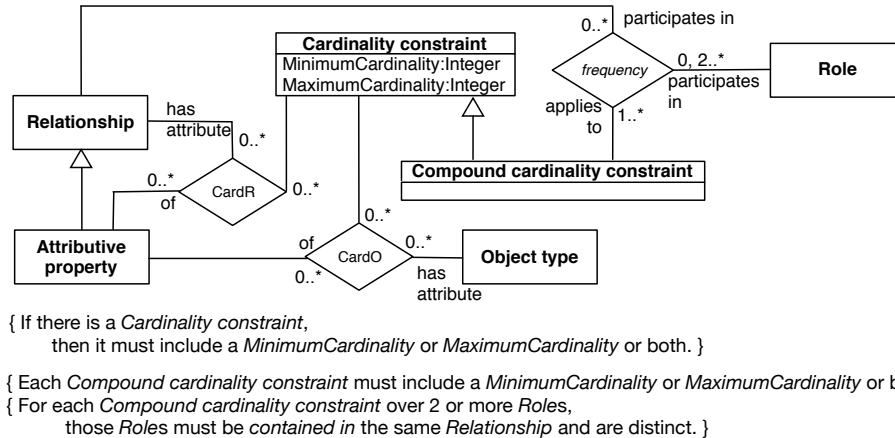 participates in
0..*
Cardinality constraint
MinimumCardinality:Integer
MaximumCardinality:Integer
frequency
0, 2..*
participates
in
Role
Relationship
has
attribute
0..*
applies
to
1..*
Compound cardinality constraint
0..*
of
CardR
0..*
0..*
Attributive
property
of
0..*
CardO
0..*
has
attribute
Object type
{ If there is a Cardinality constraint,
then it must include a MinimumCardinality or MaximumCardinality or both. }
{ Each Compound cardinality constraint must include a MinimumCardinality or MaximumCardinality or b
{ For each Compound cardinality constraint over 2 or more Roles,
those Roles must be contained in the same Relationship and are distinct. }